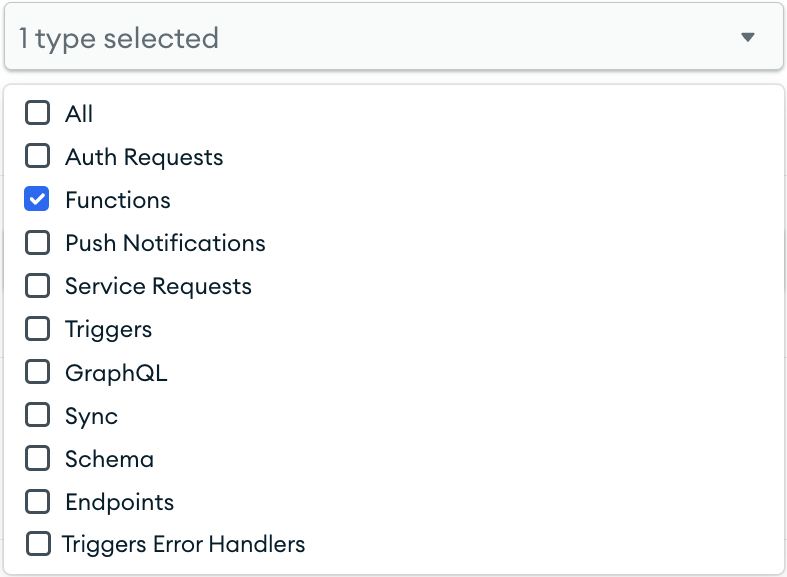 1 type selected
All
Auth Requests
Functions
Push Notifications
Service Requests
Triggers
GraphQL
Sync
Schema
Endpoints
Triggers Error Handlers